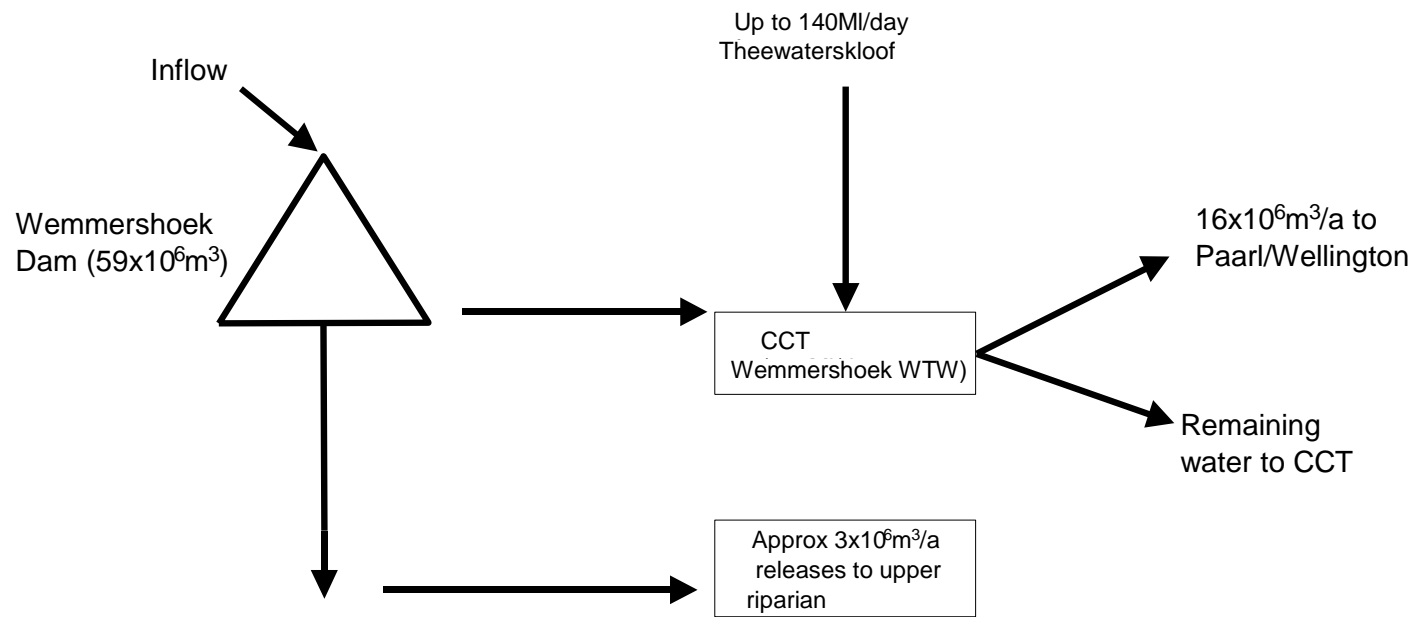 Up to 140Ml/day
Theewaterskloof
Inflow
Wemmershoek
Dam (59x10⁶m³)
16x10⁶m³/a to
Paarl/Wellington
CCT
Wemmershoek WTW)
Remaining
water to CCT
Approx 3x10⁶m³/a
releases to upper
riparian